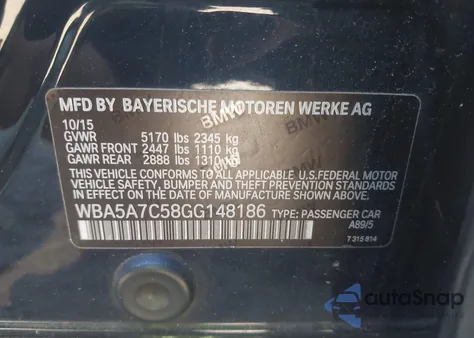 MFD BY BAYERISCHE MOTOREN WERKE AG
10/15
GVWR 5170 lbs 2345 kg
GAWR FRONT 2447 lbs 1110 kg
GAWR REAR 2888 lbs 1310 kg
THIS VEHICLE CONFORMS TO ALL APPLICABLE U.S.FEDERAL MOTOR
VEHICLE SAFETY, BUMPER, AND THEFT PREVENTION STANDARDS
IN EFFECT ON THE DATE OF MANUFACTURE SHOWN ABOVE.
WBA5A7C58GG148186 TYPE: PASSENGER CAR
A89/5
7 315 814
autoSnap